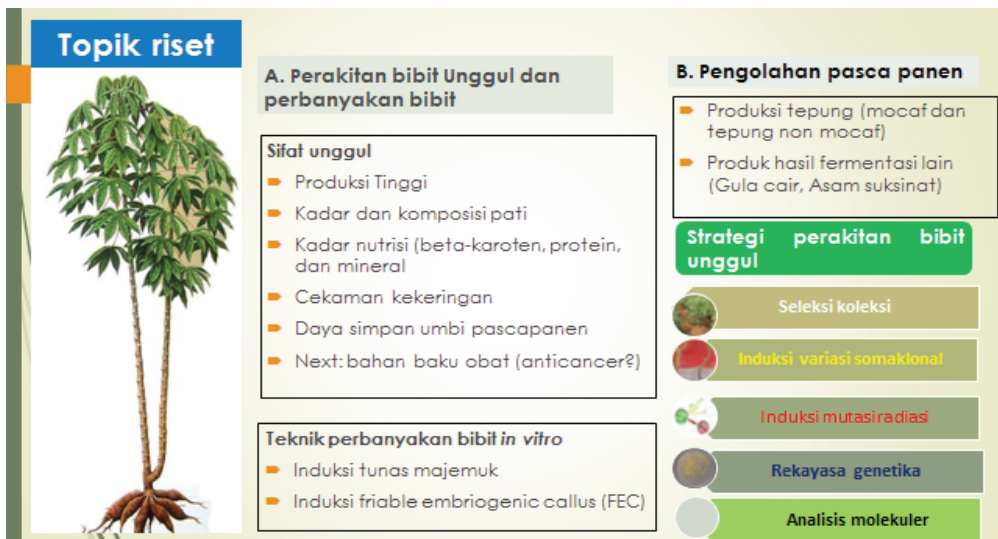 Topik riset
A. Perakitan bibit Unggul dan
perbanyakan bibit
Sifat unggul
Produksi Tinggi
Kadar dan komposisi pati
Kadar nutrisi (beta-karoten, protein,
dan mineral
Cekaman kekeringan
Daya simpan umbi pascapanen
Next: bahan baku obat (anticancer?)
Teknik perbanyakan bibit in vitro
Induksi tunas majemuk
Induksi friable embriogenic callus (FEC)
B. Pengolahan pasca panen
Produksi tepung (mocaf dan
tepung non mocaf)
Produk hasil fermentasi lain
(Gula cair, Asam suksinat)
Strategi perakitan bibit
unggul
Seleksi koleksi
Induksi variasi somaklonal
Induksi mutasi radiasi
Rekayasa genetika
Analisis molekuler